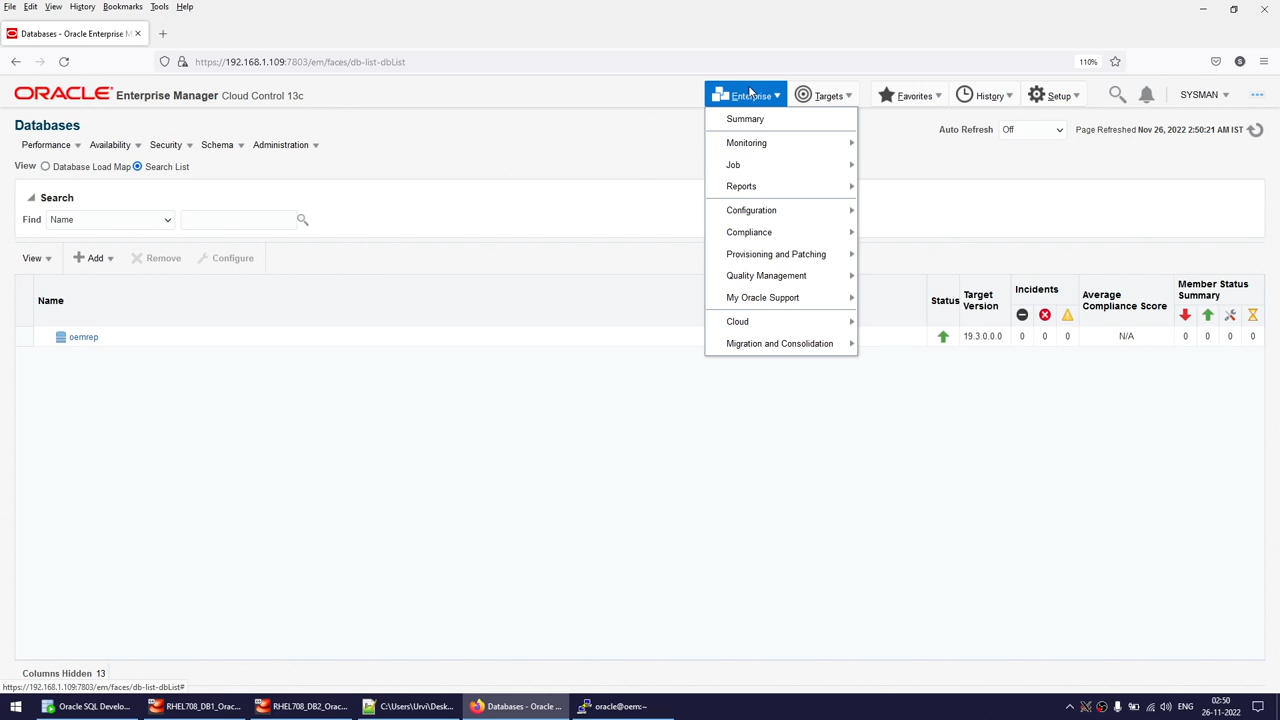 File Edit View History Bookmarks Tools Help
Databases - Oracle Enterprise M
https://192.168.1.109:7803/em/faces/db-list-dbList
110%
ORACLE Enterprise Manager Cloud Control 13c
Enterprise Targets Favorites History Setup SYSMAN
Databases
Auto Refresh Off Page Refreshed Nov 26, 2022 2:50:21 AM IST
Performance Availability Security Schema Administration
View Database Load Map Search List
Search
Find Name
View Add Remove Configure
Summary
Monitoring
Job
Reports
Configuration
Compliance
Provisioning and Patching
Quality Management
My Oracle Support
Cloud
Migration and Consolidation
Name
Status
Target Version
Incidents
Average Compliance Score
Member Status Summary
oemrep 19.3.0.0.0 0 0 0 N/A 0 0 0 0
Columns Hidden 13
https://192.168.1.109:7803/em/faces/db-list-dbList#
Oracle SQL Develo... RHEL708_DB1_Orac... RHEL708_DB2_Orac... C:\Users\Urvi\Desk... Databases - Oracle ... oracle@oem:~
ENG
02:50
26-11-2022